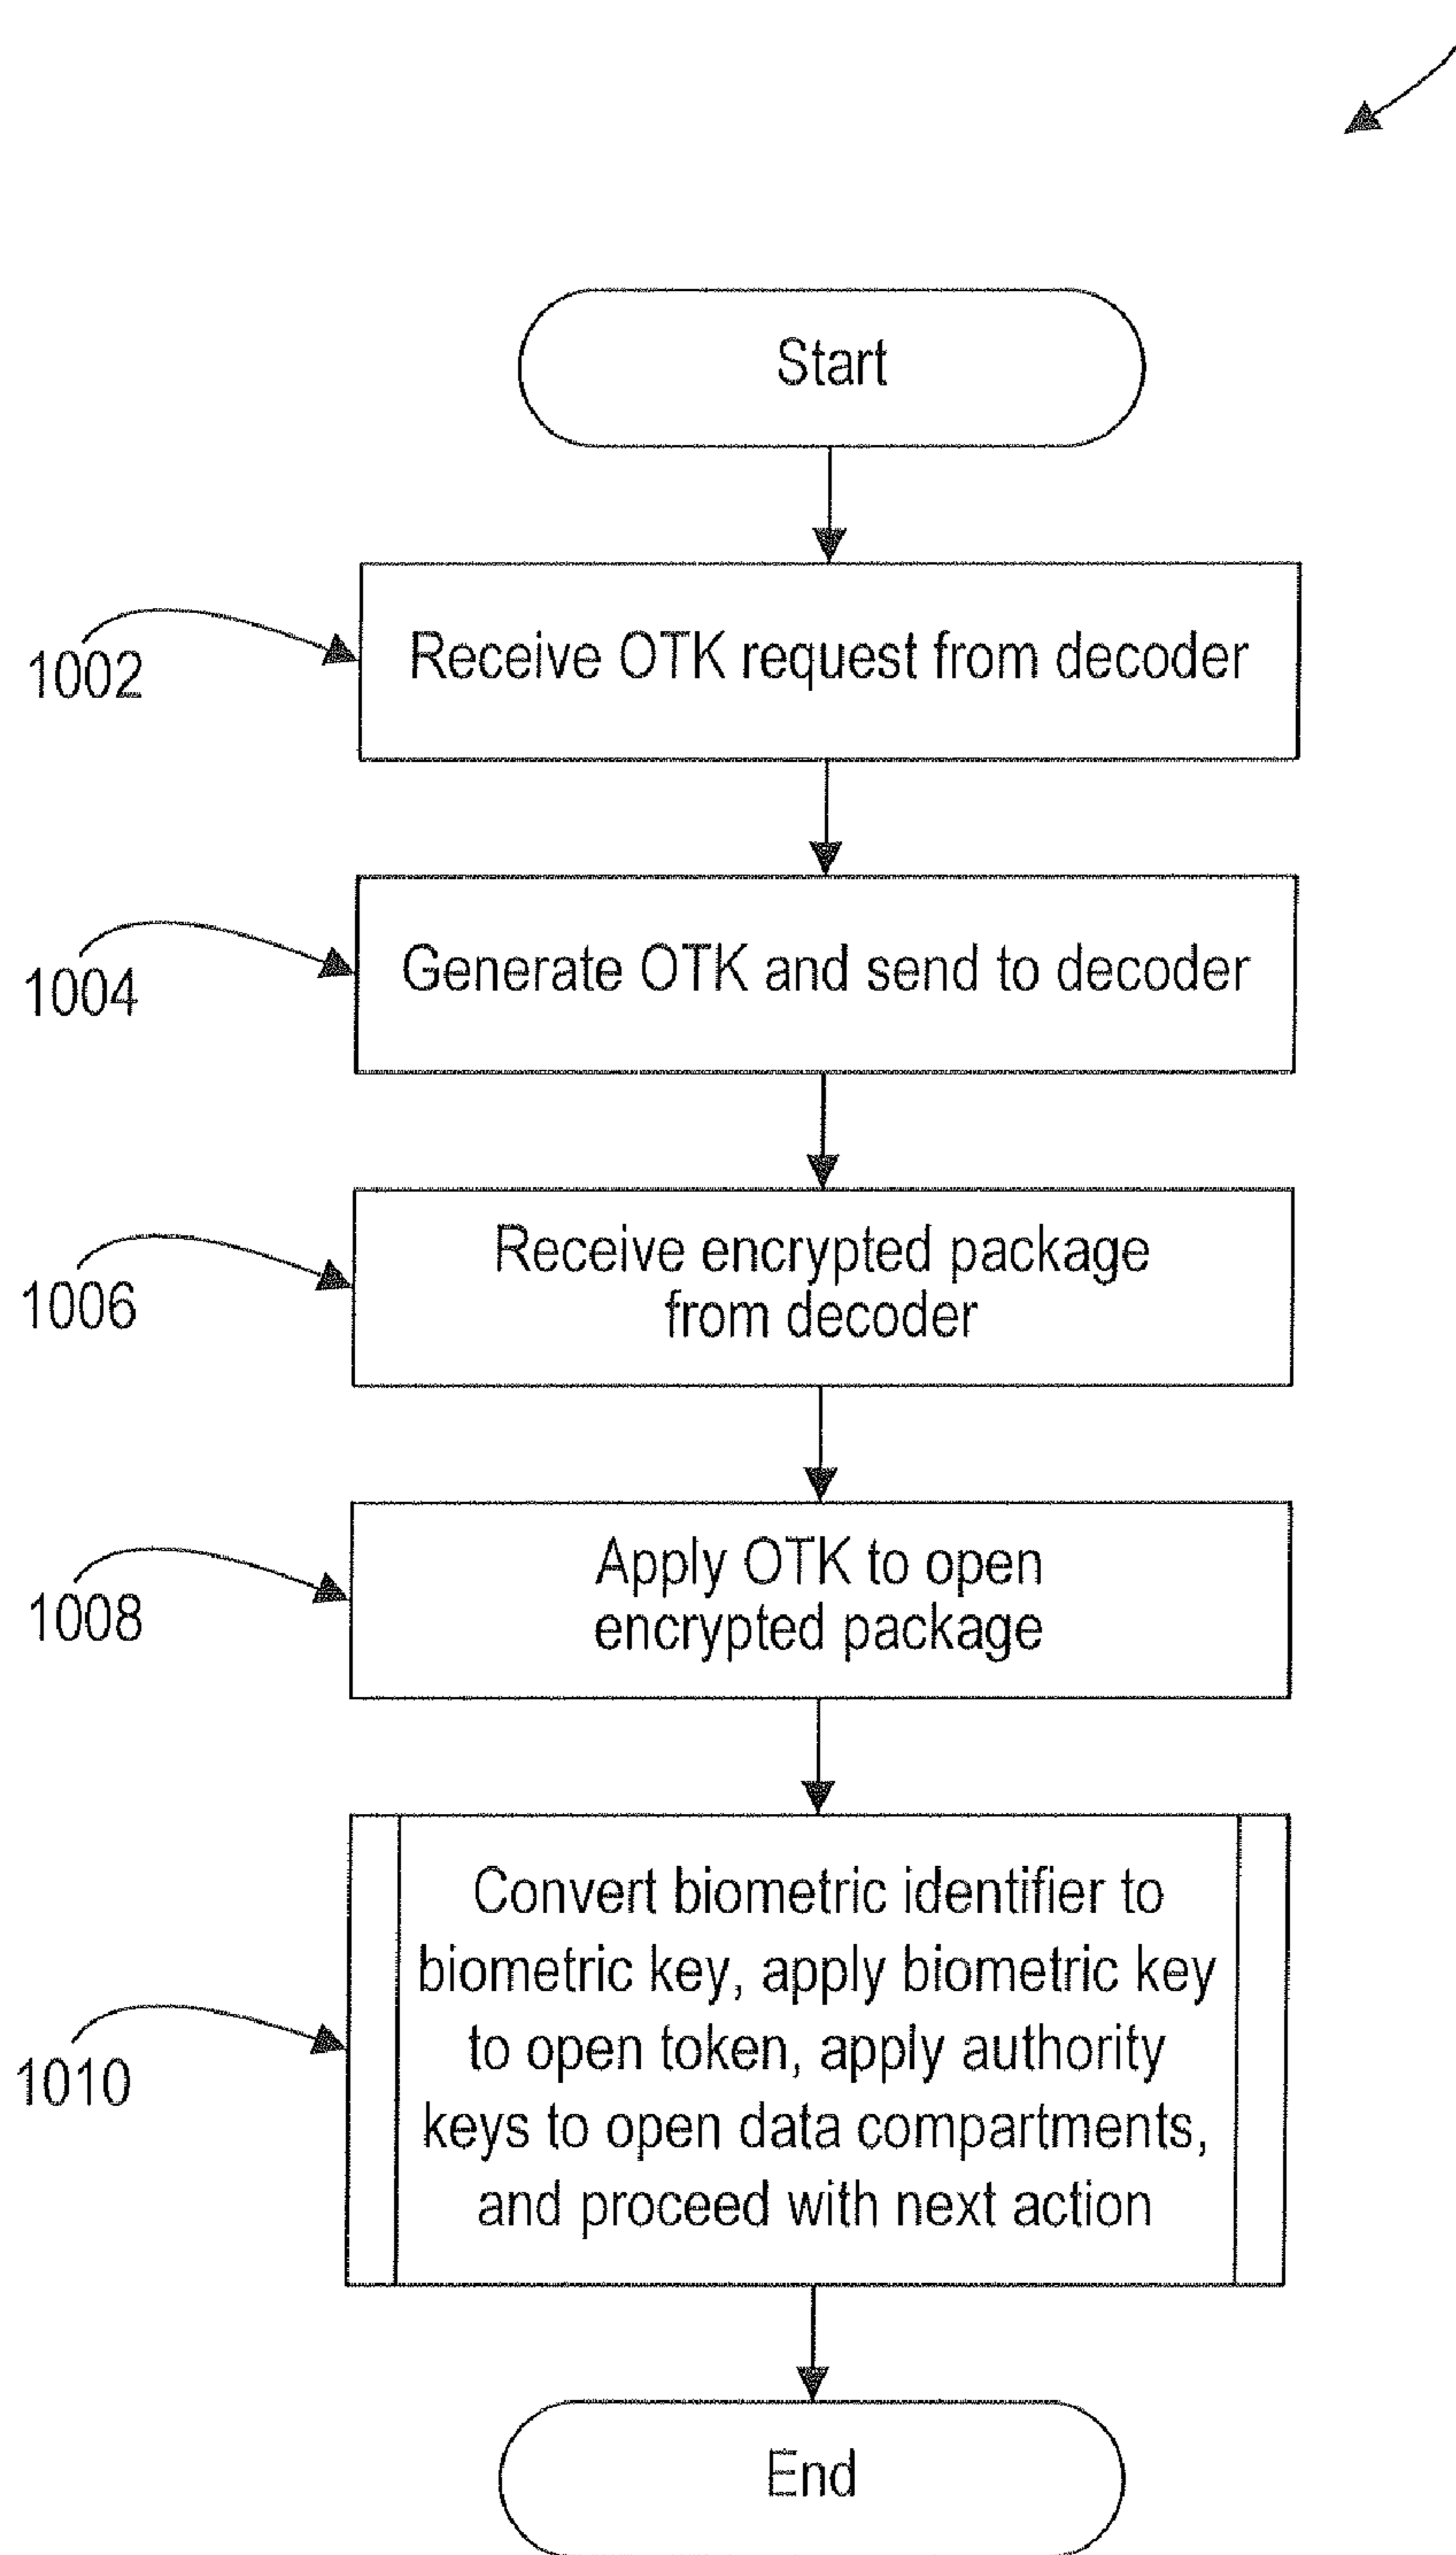 Start
1002
Receive OTK request from decoder
1004
Generate OTK and send to decoder
1006
Receive encrypted package
from decoder
1008
Apply OTK to open
encrypted package
1010
Convert biometric identifier to
biometric key, apply biometric key
to open token, apply authority
keys to open data compartments,
and proceed with next action
End